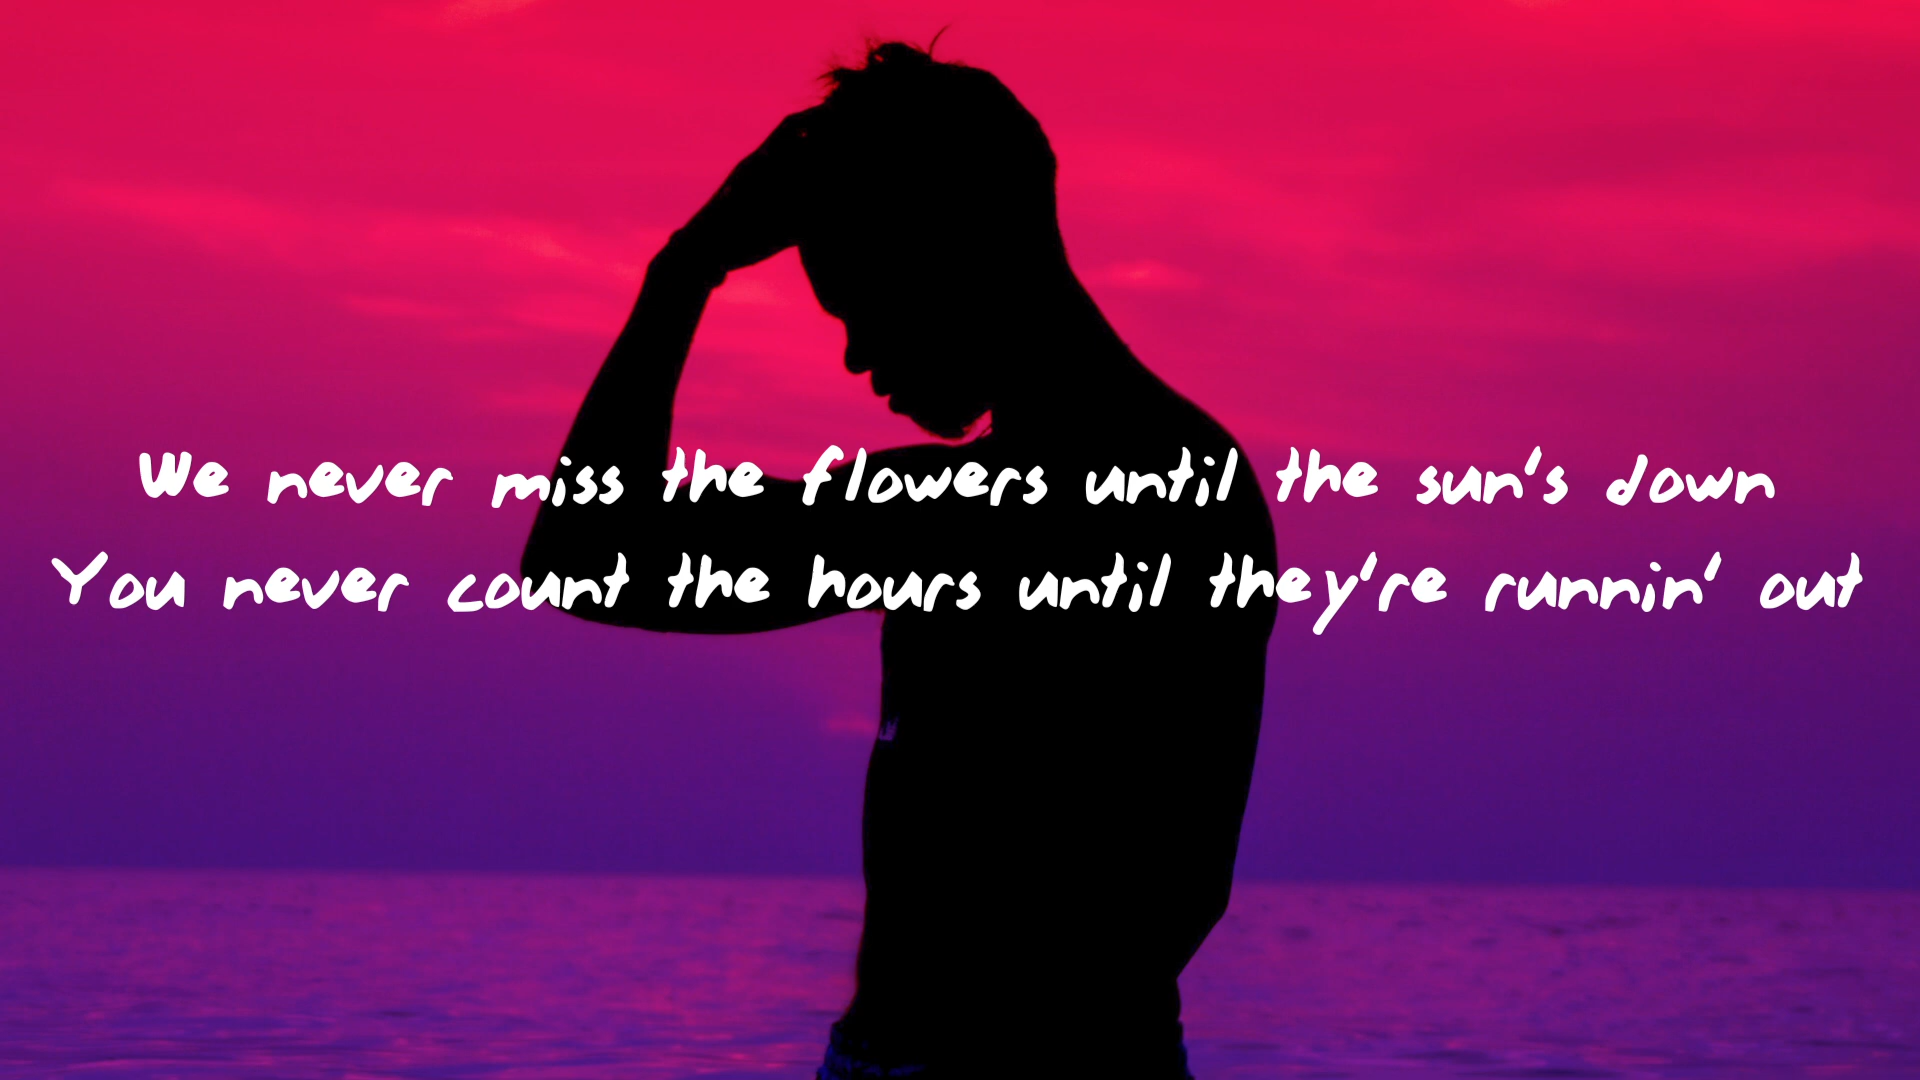 We never miss the flowers until the sun's down
You never count the hours until they're runnin' out